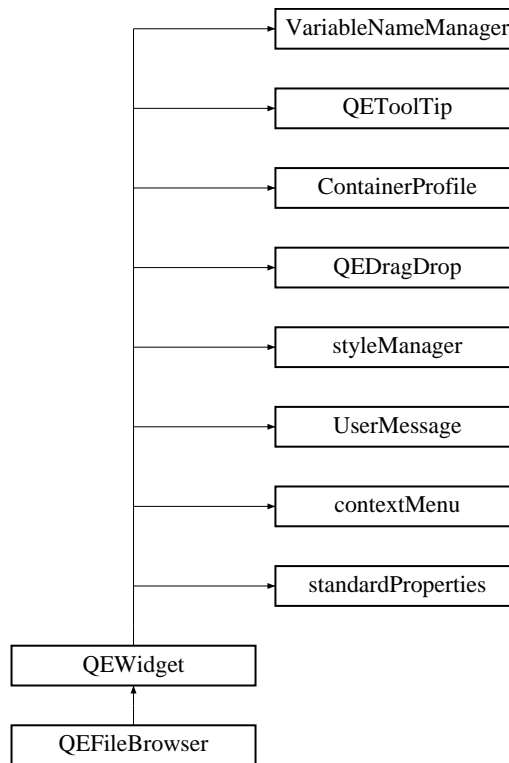 VariableNameManager
QEToolTip
ContainerProfile
QEDragDrop
styleManager
UserMessage
contextMenu
standardProperties
QEWidget
QEFileBrowser